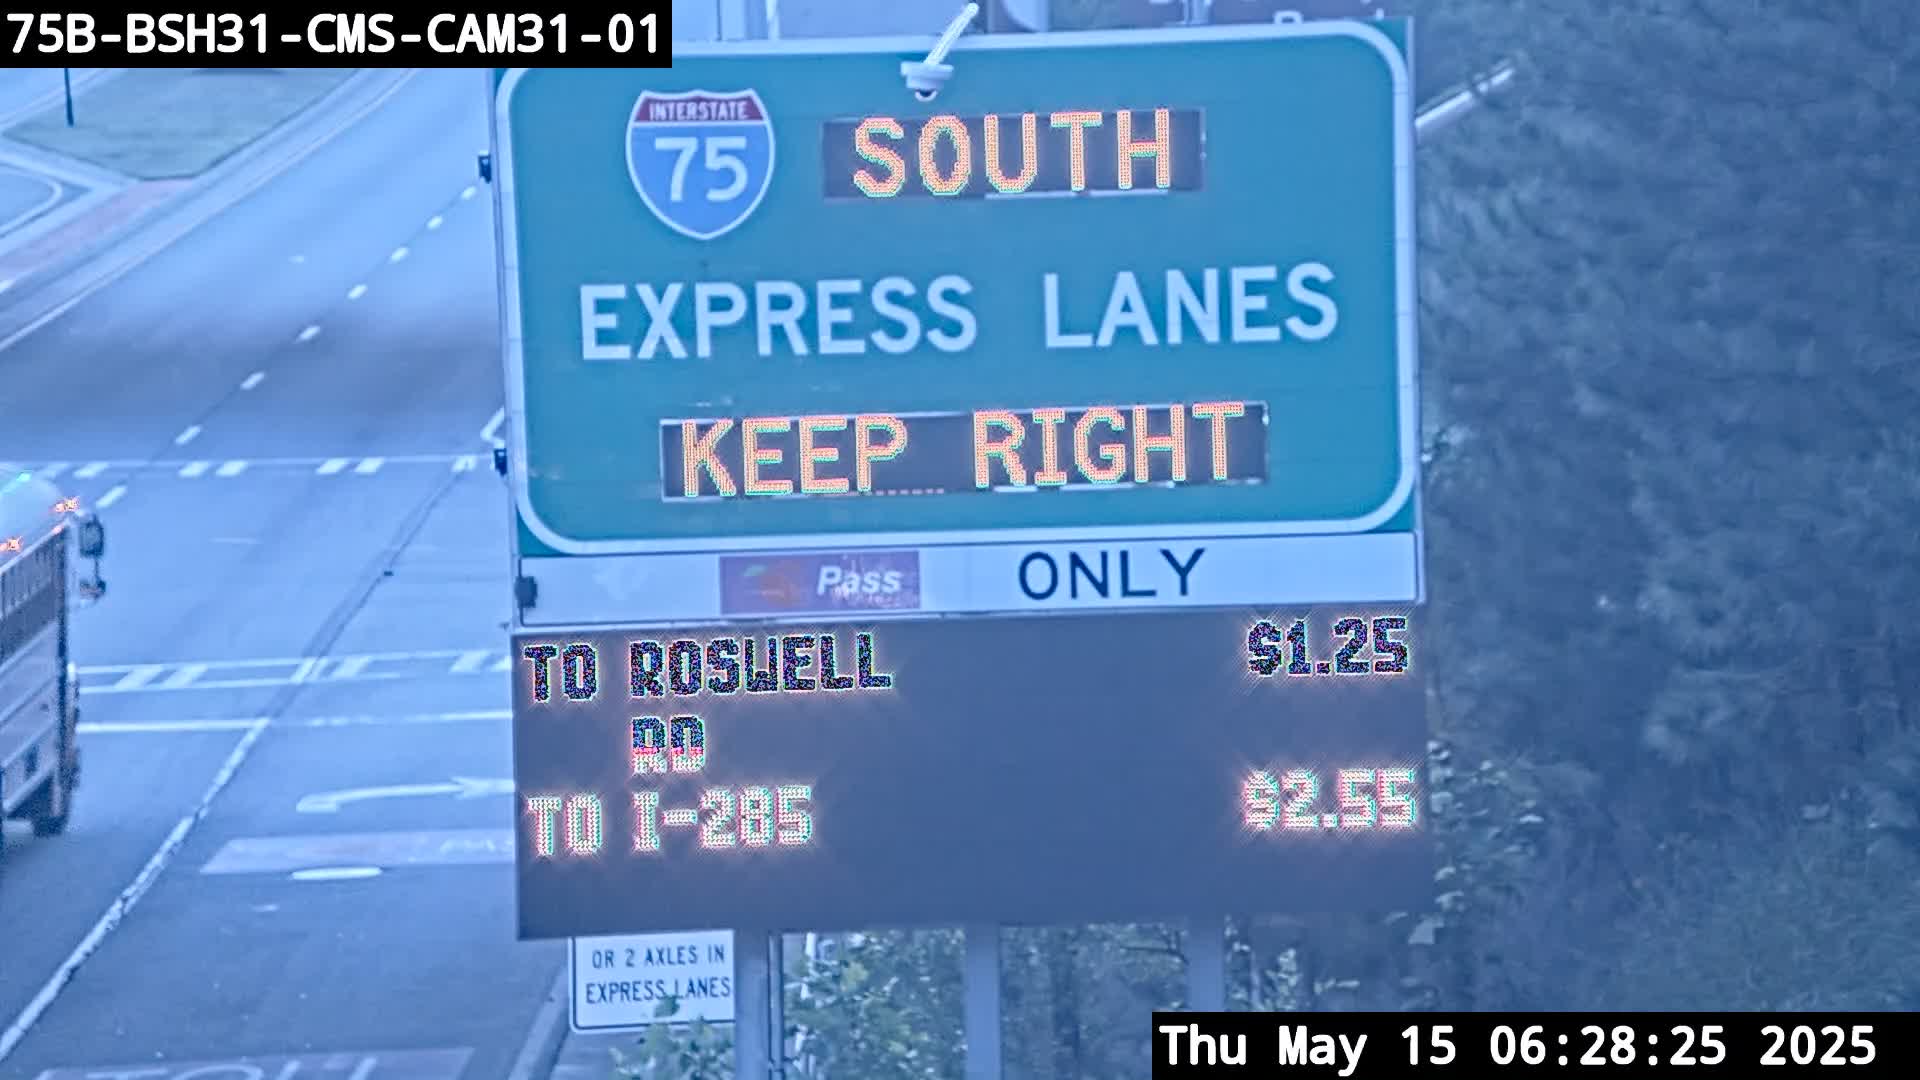 75B-BSH31-CMS-CAM31-01
INTERSTATE
75
SOUTH
EXPRESS LANES
KEEP RIGHT
Pass
ONLY
TO ROSWELL $1.25
RD
TO I-285 $2.55
OR 2 AXLES IN
EXPRESS LANES
Thu May 15 06:28:25 2025